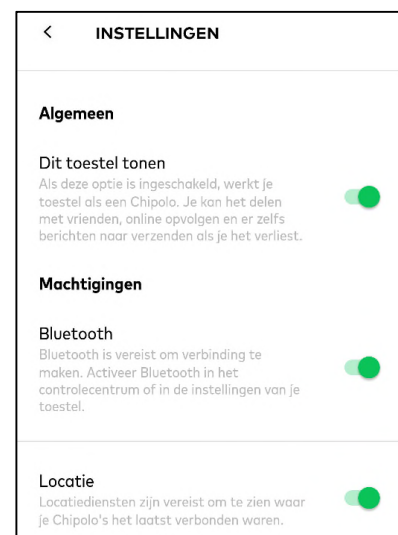 INSTELLINGEN
Algemeen
Dit toestel tonen
Als deze optie is ingeschakeld, werkt je
toestel als een Chipolo. Je kan het delen
met vrienden, online opvolgen en er zelfs
berichten naar verzenden als je het verliest.
Machtigingen
Bluetooth
Bluetooth is vereist om verbinding te
maken. Activeer Bluetooth in het
controlecentrum of in de instellingen van je
toestel.
Locatie
Locatiediensten zijn vereist om te zien waar
je Chipolo's het laatst verbonden waren.